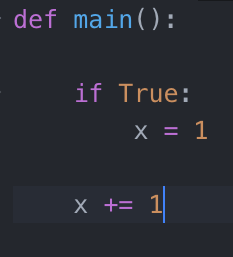 def main():
    if True:
        x = 1
    x += 1